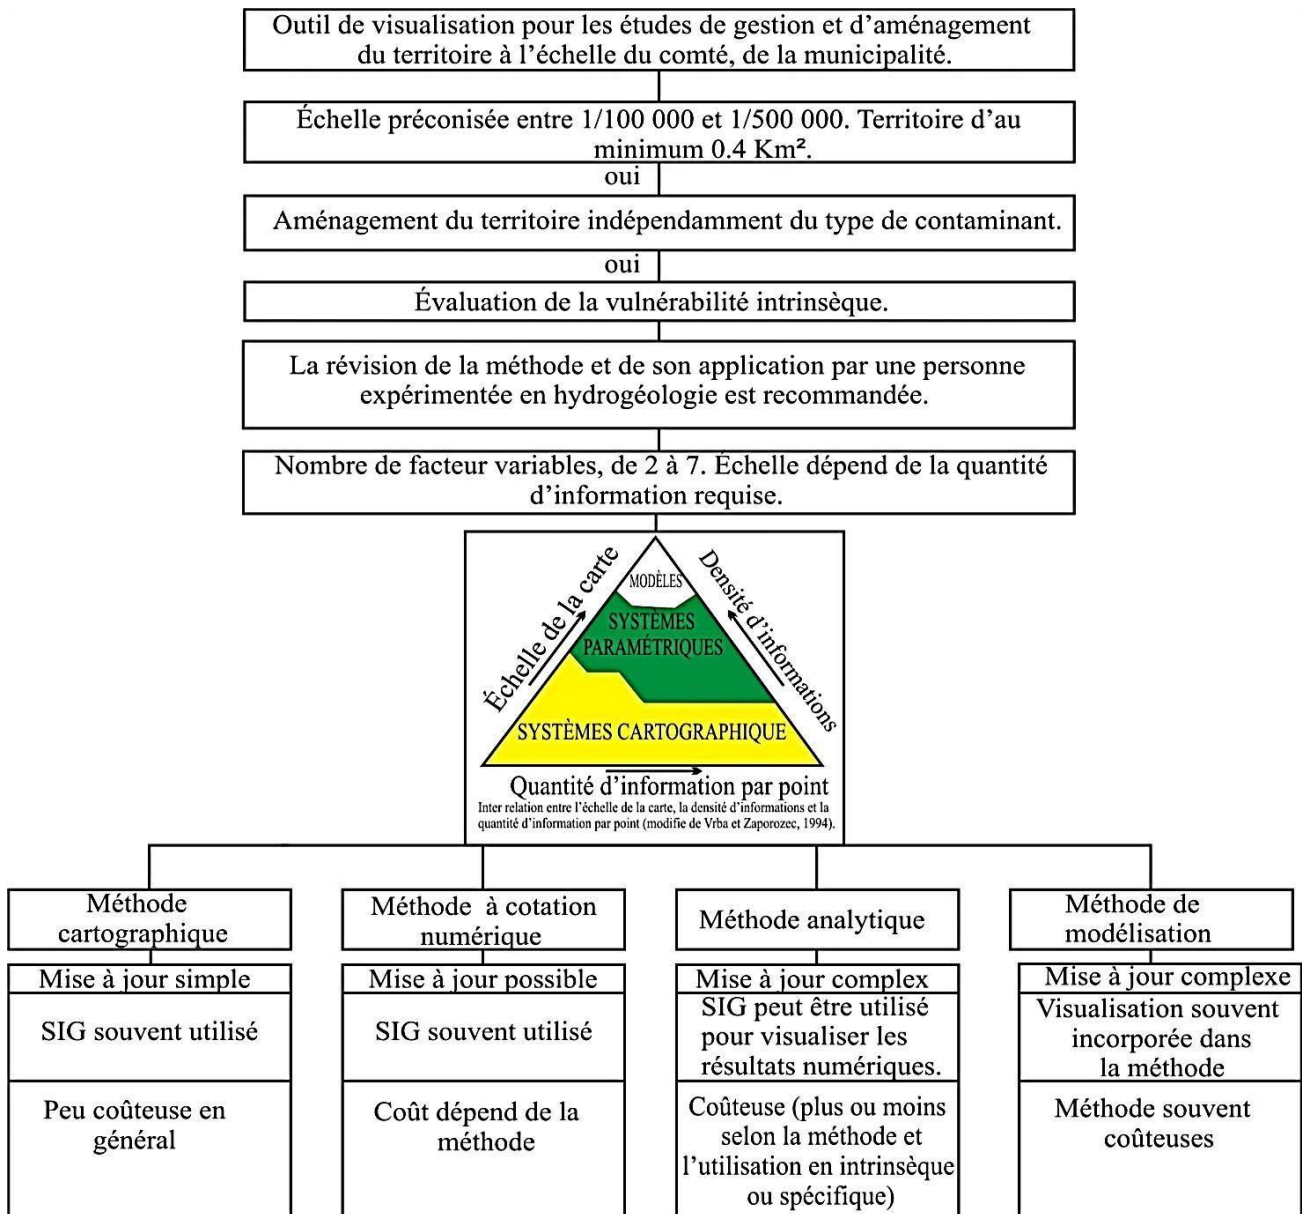 Outil de visualisation pour les études de gestion et d’aménagement
du territoire à l’échelle du comté, de la municipalité.
Échelle préconisée entre 1/100 000 et 1/500 000. Territoire d’au
minimum 0.4 Km².
oui
Aménagement du territoire indépendamment du type de contaminant.
oui
Évaluation de la vulnérabilité intrinsèque.
La révision de la méthode et de son application par une personne
expérimentée en hydrogéologie est recommandée.
Nombre de facteur variables, de 2 à 7. Échelle dépend de la quantité
d’information requise.
Échelle de la carte
Densité d’informations
MODÈLES
SYSTÈMES
PARAMÉTRIQUES
SYSTÈMES CARTOGRAPHIQUE
Quantité d’information par point
Inter relation entre l’échelle de la carte, la densité d’informations et la
quantité d’information par point (modifie de Vrba et Zaporozec, 1994).
Méthode
cartographique
Mise à jour simple
SIG souvent utilisé
Peu coûteuse en
général
Méthode à cotation
numérique
Mise à jour possible
SIG souvent utilisé
Coût dépend de la
méthode
Méthode analytique
Mise à jour complex
SIG peut être utilisé
pour visualiser les
résultats numériques.
Coûteuse (plus ou moins
selon la méthode et
l’utilisation en intrinsèque
ou spécifique)
Méthode de
modélisation
Mise à jour complexe
Visualisation souvent
incorporée dans
la méthode
Méthode souvent
coûteuses